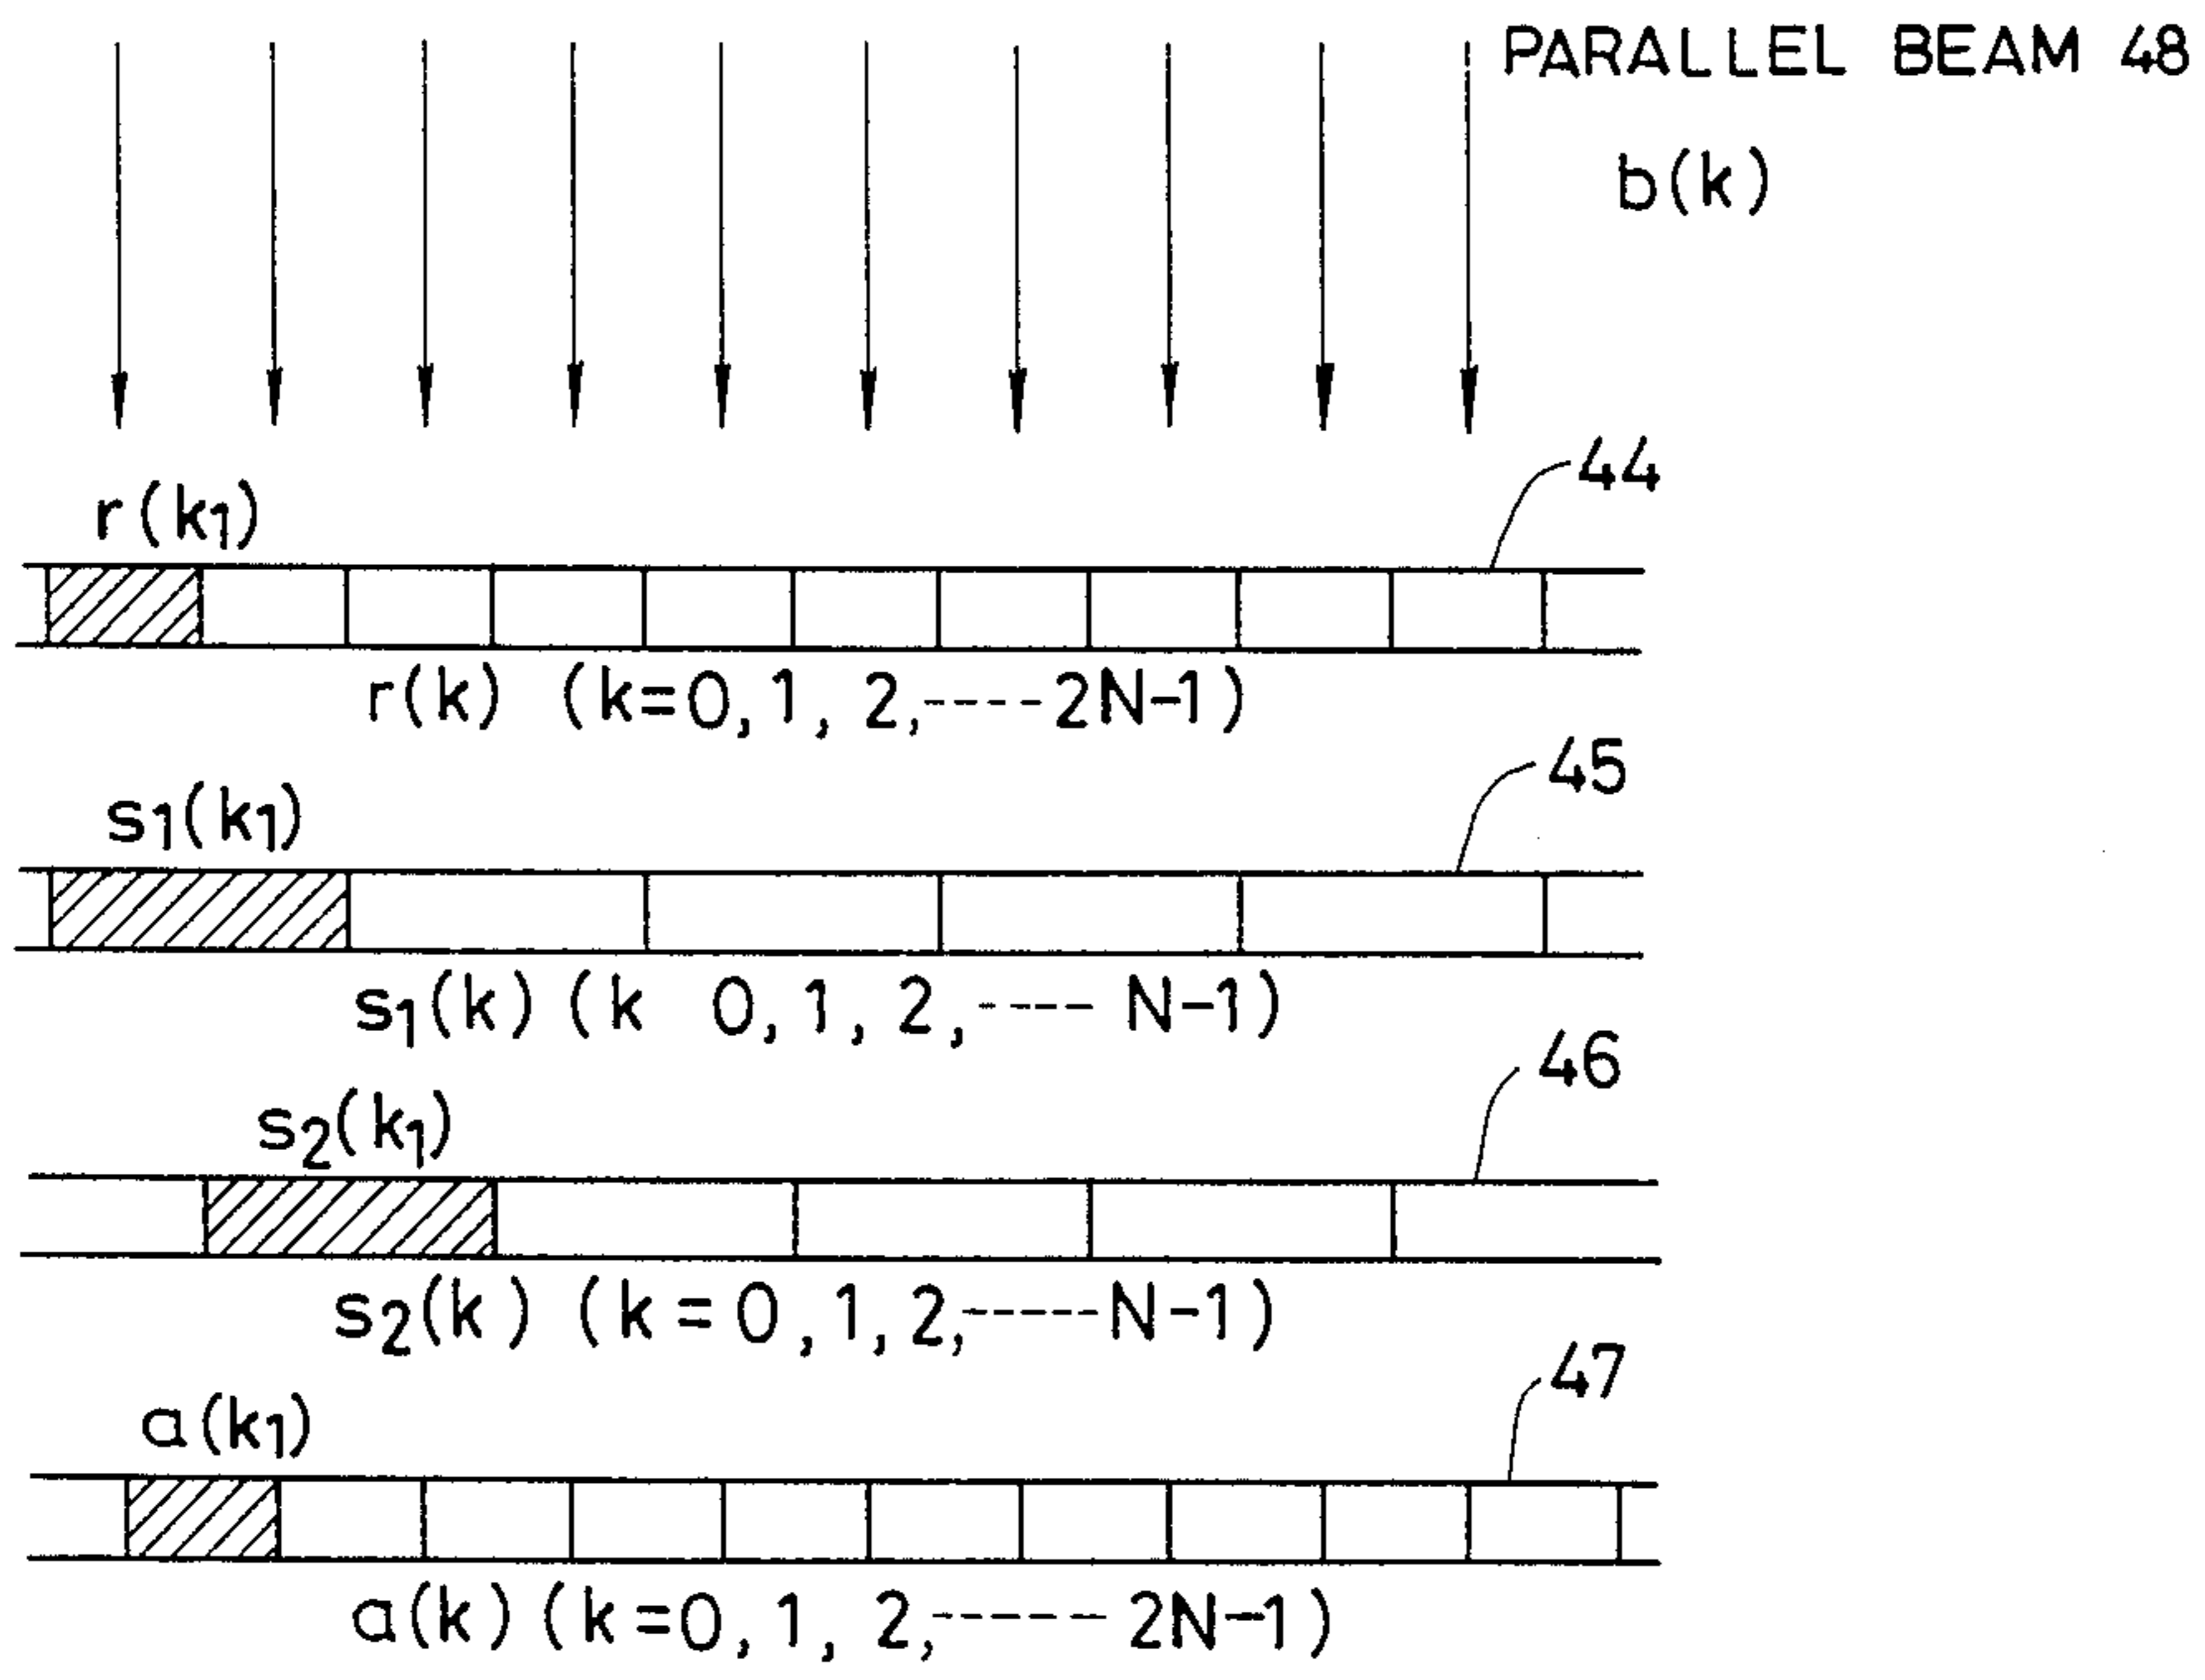 PARALLEL BEAM 48
b(k)
44
r(k1)
r(k) (k=0, 1, 2, ---- 2N-1)
45
s1(k1)
s1(k) (k 0, 1, 2, ---- N-1)
46
s2(k1)
s2(k) (k = 0, 1, 2, ----- N-1)
47
a(k1)
a(k) (k=0, 1, 2, ------ 2N-1)